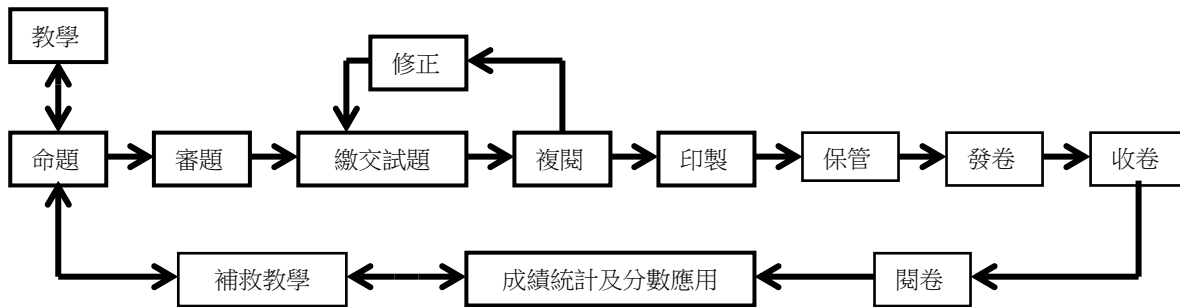 教學
修正
命題
審題
繳交試題
複閱
印製
保管
發卷
收卷
補救教學
成績統計及分數應用
閱卷